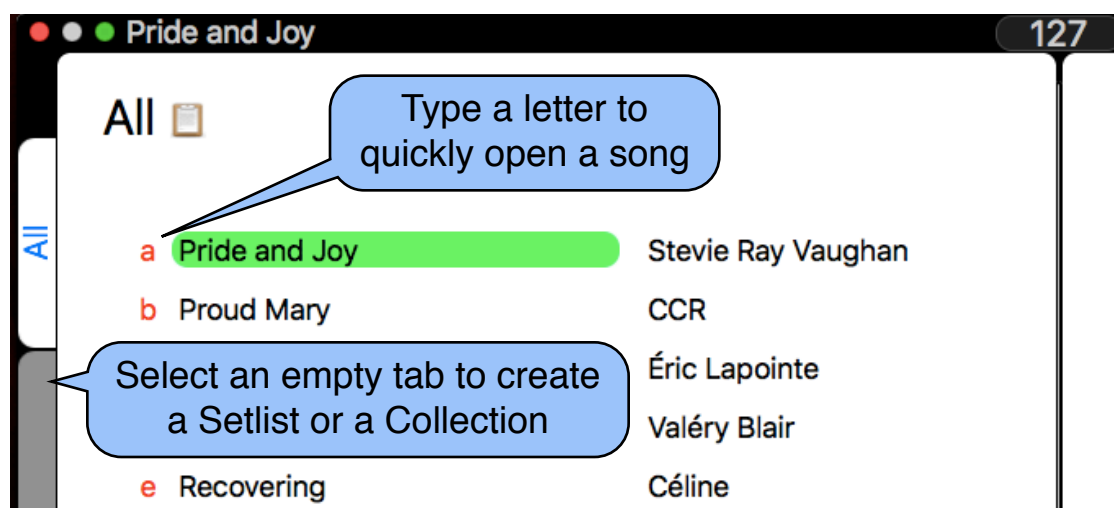 Pride and Joy
127
All
Type a letter to
quickly open a song
All
a Pride and Joy Stevie Ray Vaughan
b Proud Mary CCR
Select an empty tab to create
a Setlist or a Collection
Éric Lapointe
Valéry Blair
e Recovering Céline